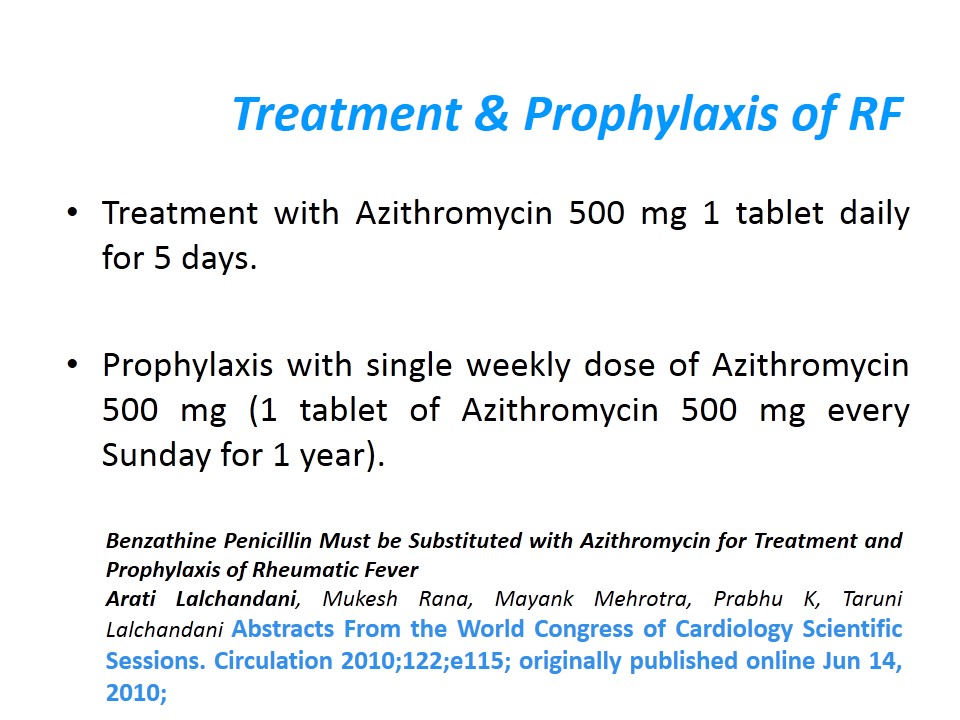 Treatment & Prophylaxis of RF
• Treatment with Azithromycin 500 mg 1 tablet daily
for 5 days.
• Prophylaxis with single weekly dose of Azithromycin
500 mg (1 tablet of Azithromycin 500 mg every
Sunday for 1 year).
Benzathine Penicillin Must be Substituted with Azithromycin for Treatment and
Prophylaxis of Rheumatic Fever
Arati Lalchandani, Mukesh Rana, Mayank Mehrotra, Prabhu K, Taruni
Lalchandani Abstracts From the World Congress of Cardiology Scientific
Sessions. Circulation 2010;122;e115; originally published online Jun 14,
2010;